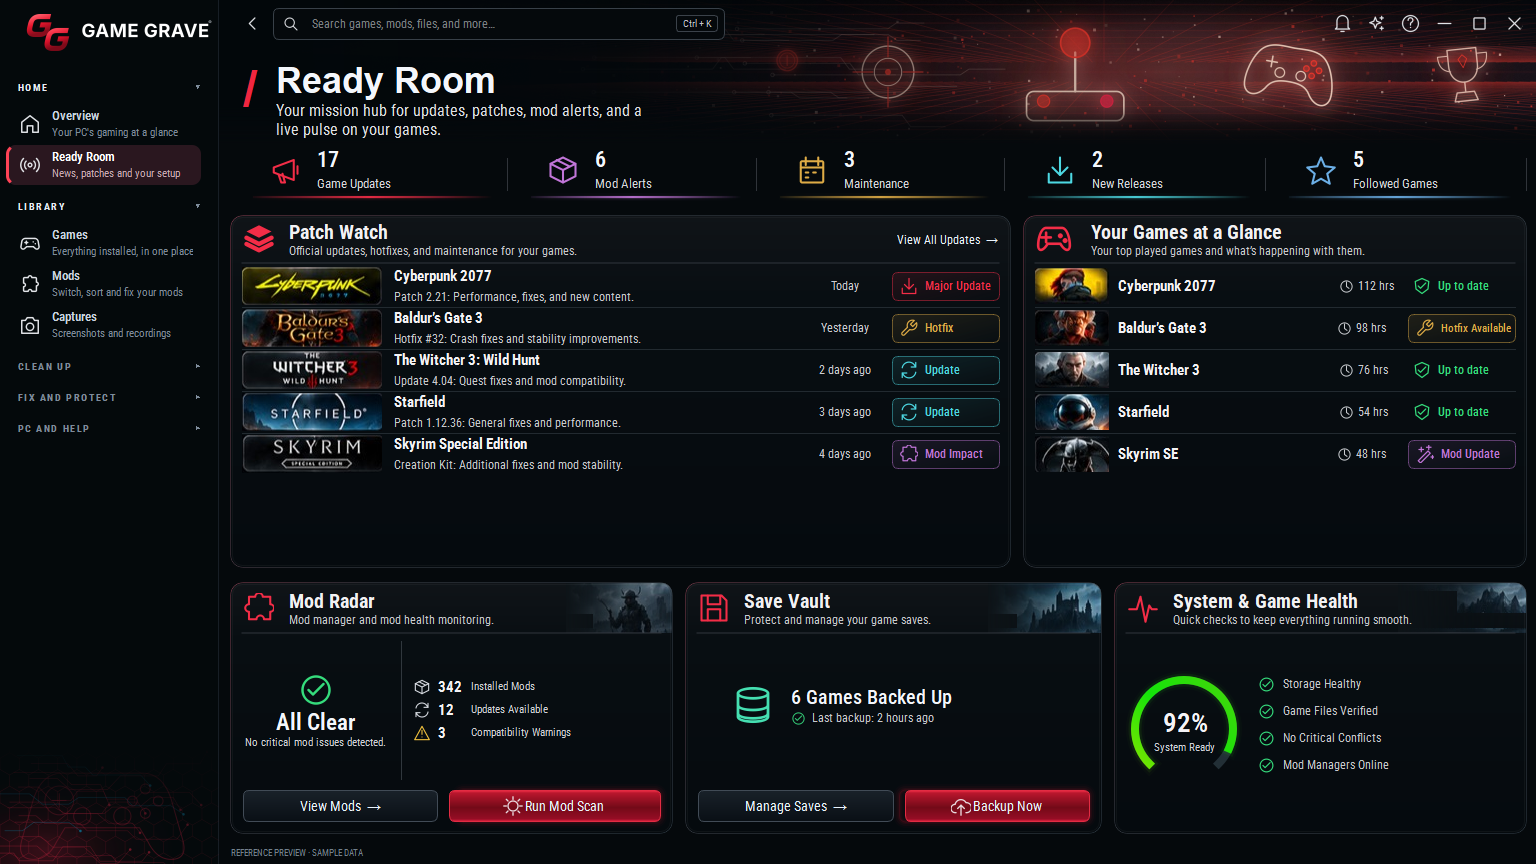 GG GAME GRAVE
Search games, mods, files, and more...
Ctrl + K
HOME
Overview
Your PC's gaming at a glance
Ready Room
News, patches and your setup
LIBRARY
Games
Everything installed, in one place
Mods
Switch, sort and fix your mods
Captures
Screenshots and recordings
CLEAN UP
FIX AND PROTECT
PC AND HELP
/ Ready Room
Your mission hub for updates, patches, mod alerts, and a
live pulse on your games.
17
Game Updates
6
Mod Alerts
3
Maintenance
2
New Releases
5
Followed Games
Patch Watch
Official updates, hotfixes, and maintenance for your games.
View All Updates →
Cyberpunk 2077
Cyberpunk 2077
Patch 2.21: Performance, fixes, and new content.
Today
Major Update
Baldur's Gate 3
Baldur's Gate 3
Hotfix #32: Crash fixes and stability improvements.
Yesterday
Hotfix
THE WITCHER 3 WILD HUNT
The Witcher 3: Wild Hunt
Update 4.04: Quest fixes and mod compatibility.
2 days ago
Update
STARFIELD
Starfield
Patch 1.12.36: General fixes and performance.
3 days ago
Update
SKYRIM SPECIAL EDITION
Skyrim Special Edition
Creation Kit: Additional fixes and mod stability.
4 days ago
Mod Impact
Your Games at a Glance
Your top played games and what's happening with them.
Cyberpunk 2077
112 hrs
Up to date
Baldur's Gate 3
98 hrs
Hotfix Available
The Witcher 3
76 hrs
Up to date
Starfield
54 hrs
Up to date
Skyrim SE
48 hrs
Mod Update
Mod Radar
Mod manager and mod health monitoring.
All Clear
No critical mod issues detected.
342 Installed Mods
12 Updates Available
3 Compatibility Warnings
View Mods →
Run Mod Scan
Save Vault
Protect and manage your game saves.
6 Games Backed Up
Last backup: 2 hours ago
Manage Saves →
Backup Now
System & Game Health
Quick checks to keep everything running smooth.
92%
System Ready
Storage Healthy
Game Files Verified
No Critical Conflicts
Mod Managers Online
REFERENCE PREVIEW · SAMPLE DATA